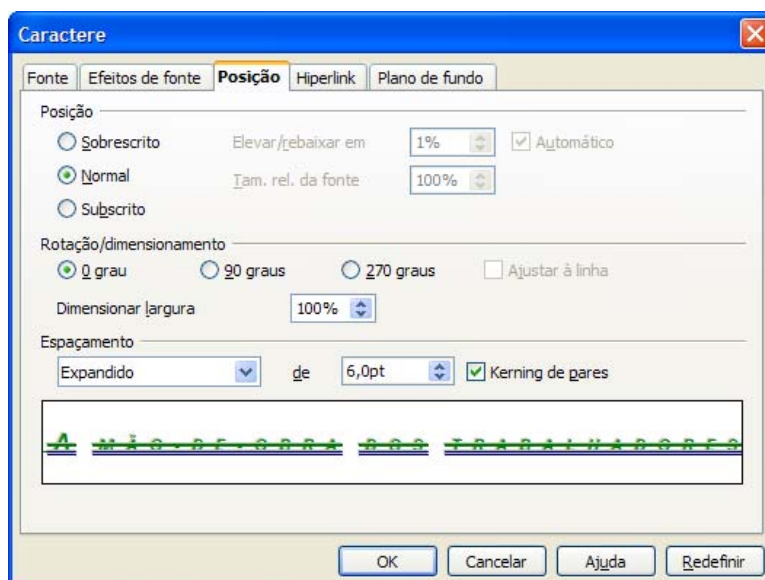 Caractere
Fonte Efeitos de fonte Posição Hiperlink Plano de fundo
Posição
Sobrescrito Elevar/rebaixar em 1% Automático
Normal Tam. rel. da fonte 100%
Subscrito
Rotação/dimensionamento
0 grau 90 graus 270 graus Ajustar à linha
Dimensionar largura 100%
Espaçamento
Expandido de 6,0pt Kerning de pares
A MÃO-DE-OBRA DOS TRABALHADORES
OK Cancelar Ajuda Redefinir